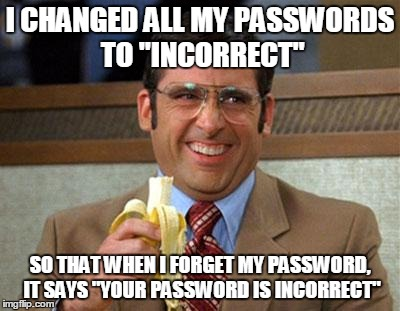 I CHANGED ALL MY PASSWORDS
TO "INCORRECT"
SO THAT WHEN I FORGET MY PASSWORD,
IT SAYS "YOUR PASSWORD IS INCORRECT"
imgflip.com